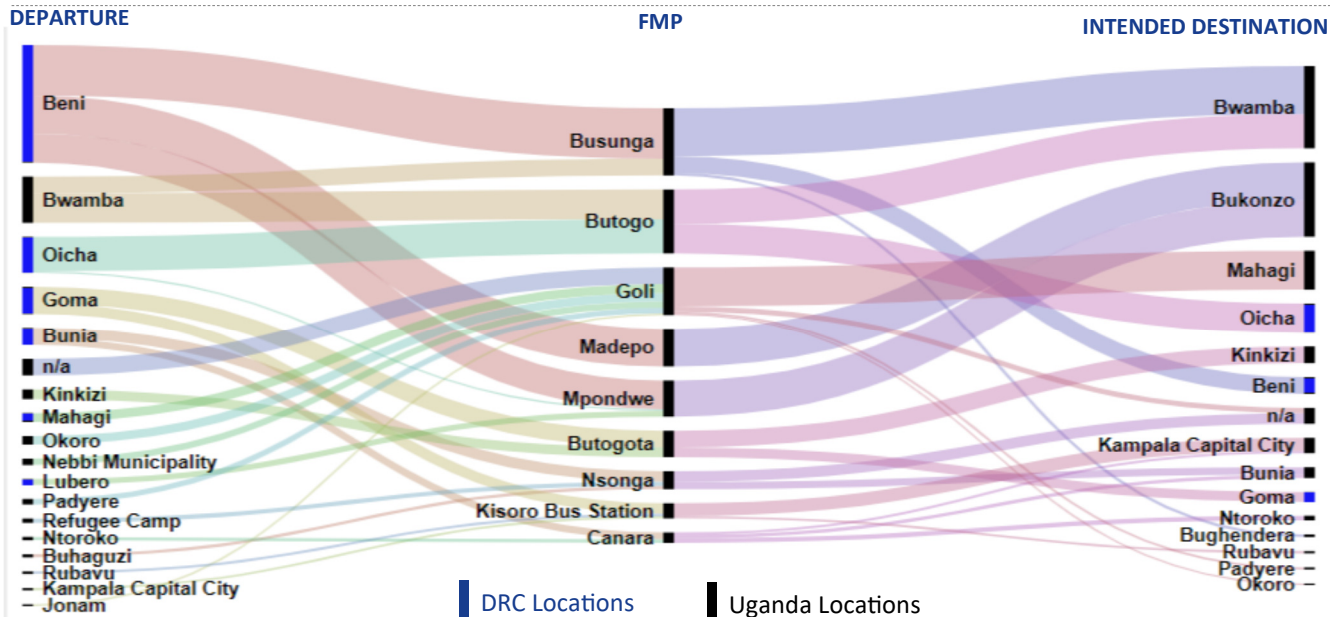 DEPARTURE
FMP
INTENDED DESTINATION
Beni
Bwamba
Oicha
Goma
Bunia
n/a
Kinkizi
Mahagi
Okoro
Nebbi Municipality
Lubero
Padyere
Refugee Camp
Ntoroko
Buhaguzi
Rubavu
Kampala Capital City
Jonam
Busunga
Butogo
Goli
Madepo
Mpondwe
Butogota
Nsonga
Kisoro Bus Station
Canara
Bwamba
Bukonzo
Mahagi
Oicha
Kinkizi
Beni
n/a
Kampala Capital City
Bunia
Goma
Ntoroko
Bughendera
Rubavu
Padyere
Okoro
DRC Locations
Uganda Locations